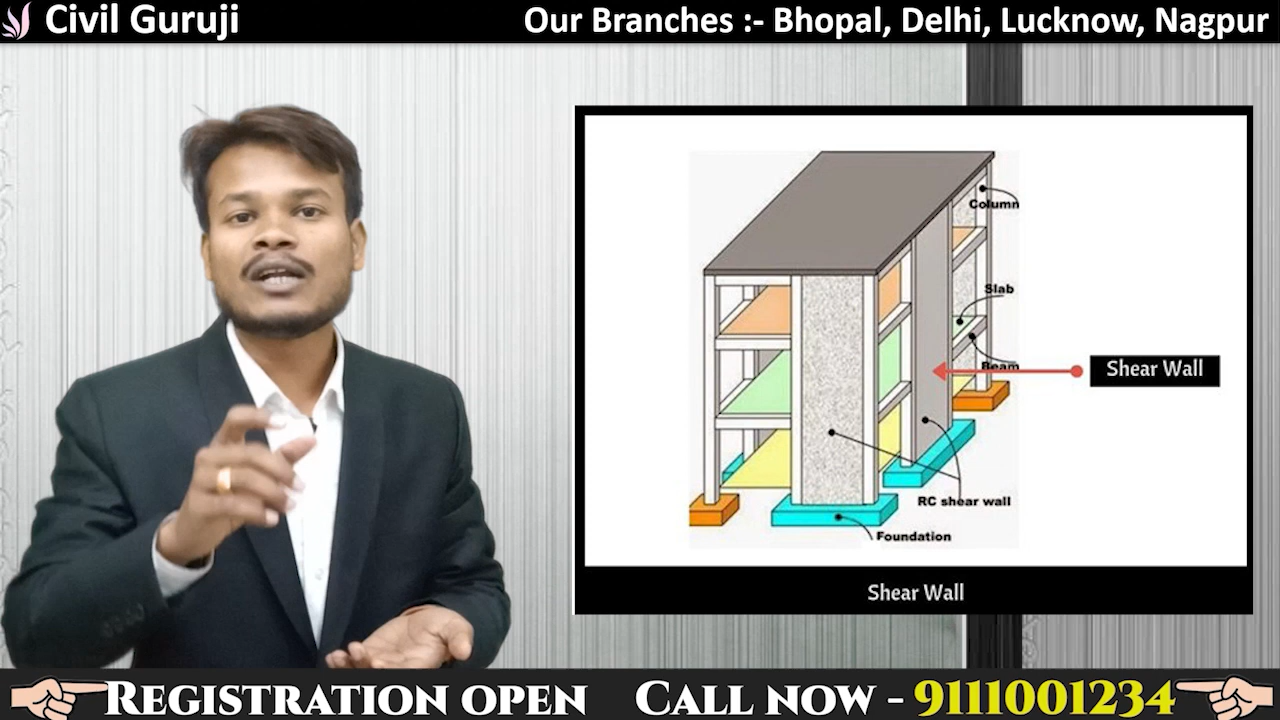 Civil Guruji
Our Branches :- Bhopal, Delhi, Lucknow, Nagpur
Column
Slab
Beam
Shear Wall
RC shear wall
Foundation
Shear Wall
REGISTRATION OPEN CALL NOW - 9111001234